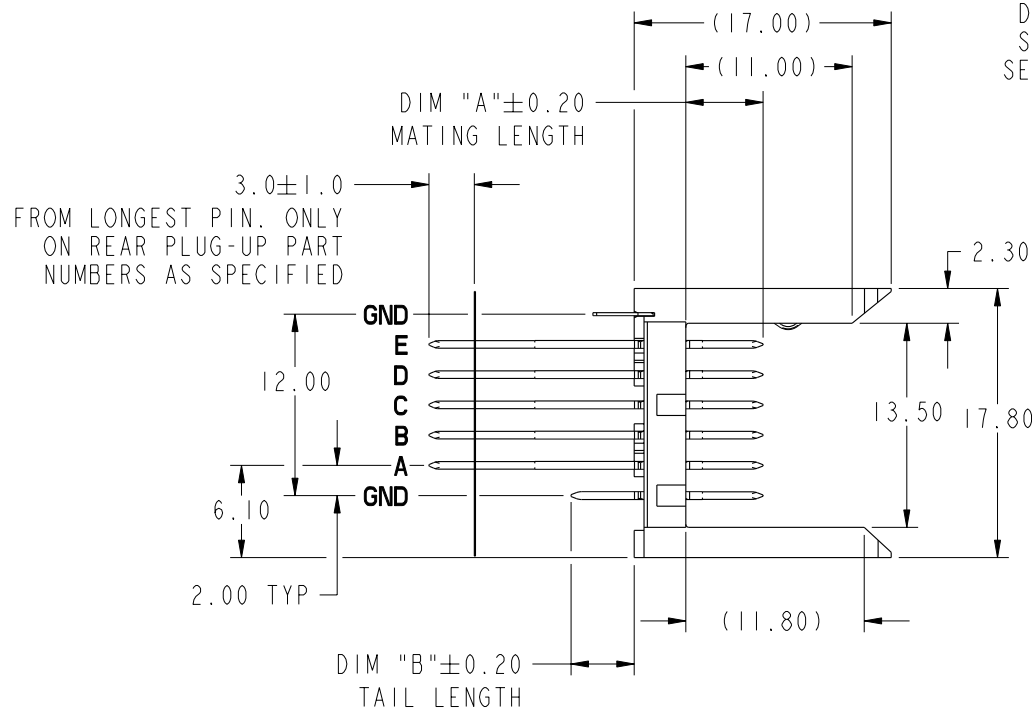 (17.00)
D
S
SE
(11.00)
DIM "A"±0.20
MATING LENGTH
3.0±1.0
FROM LONGEST PIN. ONLY
ON REAR PLUG-UP PART
NUMBERS AS SPECIFIED
2.30
GND
E
D
C
B
A
GND
12.00
13.50
17.80
6.10
2.00 TYP
(11.80)
DIM "B"±0.20
TAIL LENGTH